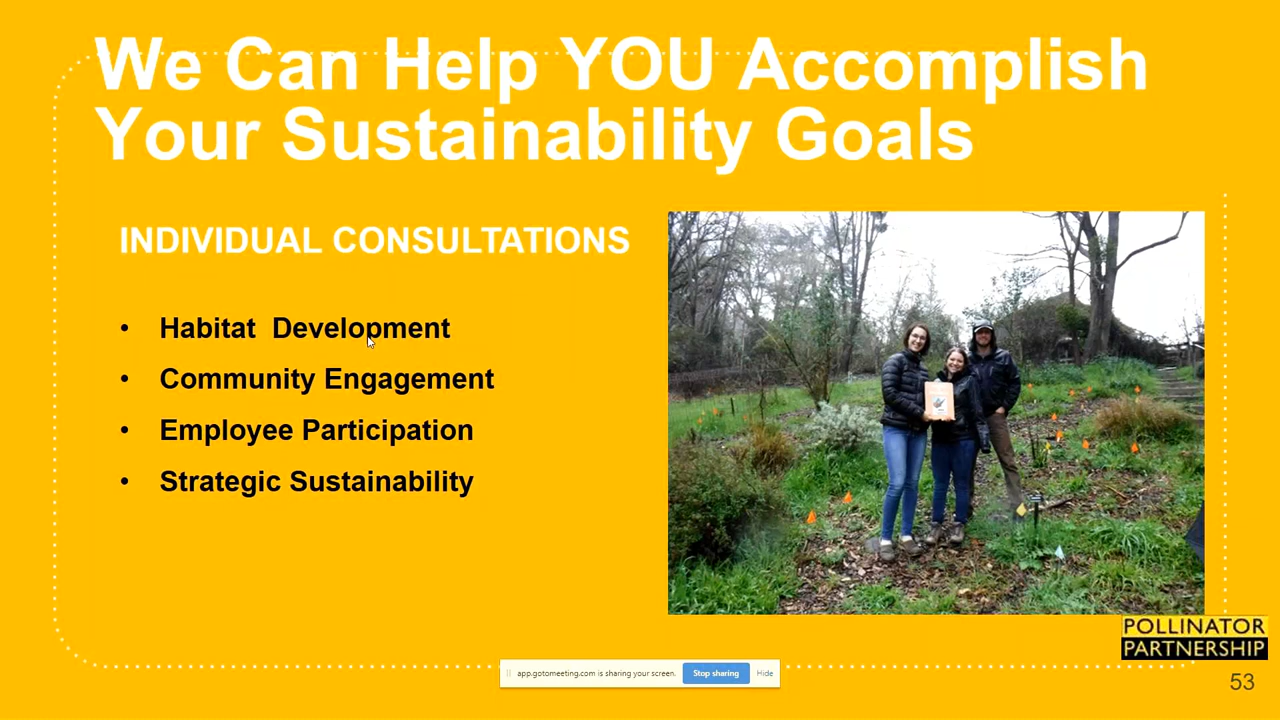 We Can Help YOU Accomplish
Your Sustainability Goals
INDIVIDUAL CONSULTATIONS
• Habitat  Development
• Community Engagement
• Employee Participation
• Strategic Sustainability
POLLINATOR
PARTNERSHIP
app.gotomeeting.com is sharing your screen. Stop sharing Hide
53